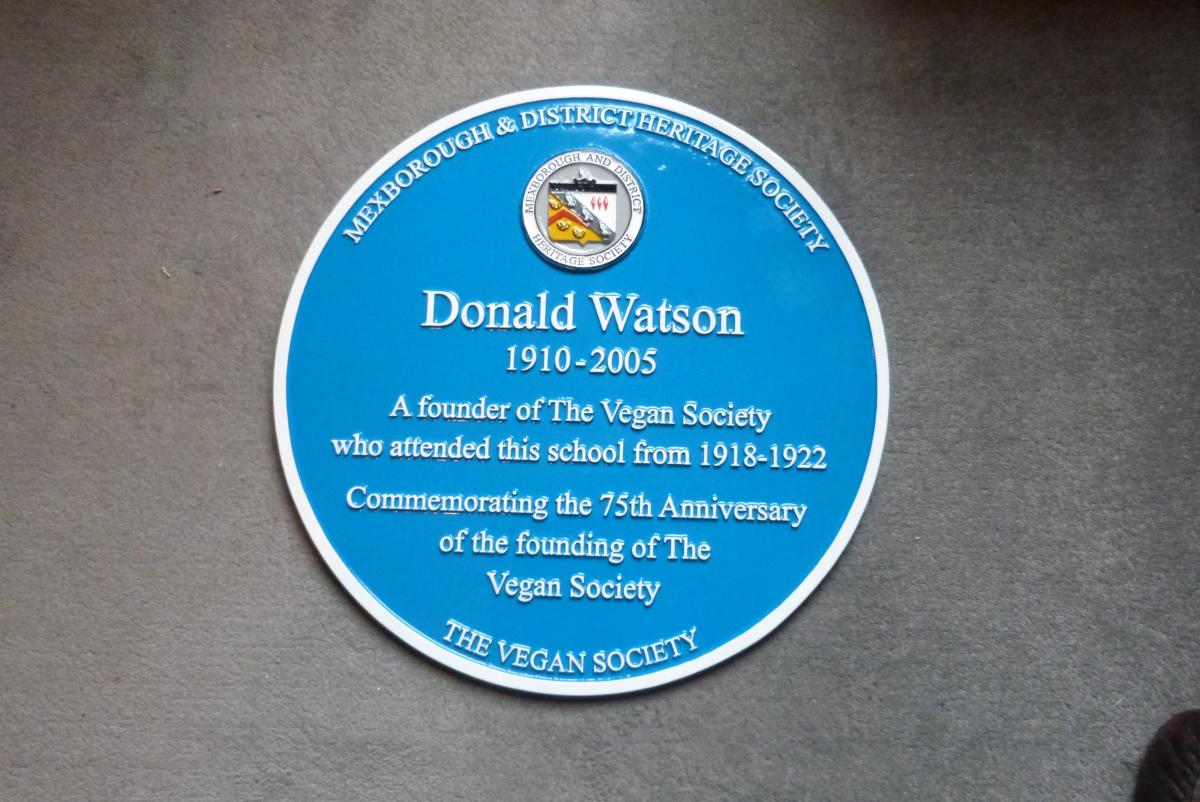 MEXBOROUGH & DISTRICT HERITAGE SOCIETY
MEXBOROUGH AND DISTRICT
HERITAGE SOCIETY
Donald Watson
1910-2005
A founder of The Vegan Society
who attended this school from 1918-1922
Commemorating the 75th Anniversary
of the founding of The
Vegan Society
THE VEGAN SOCIETY